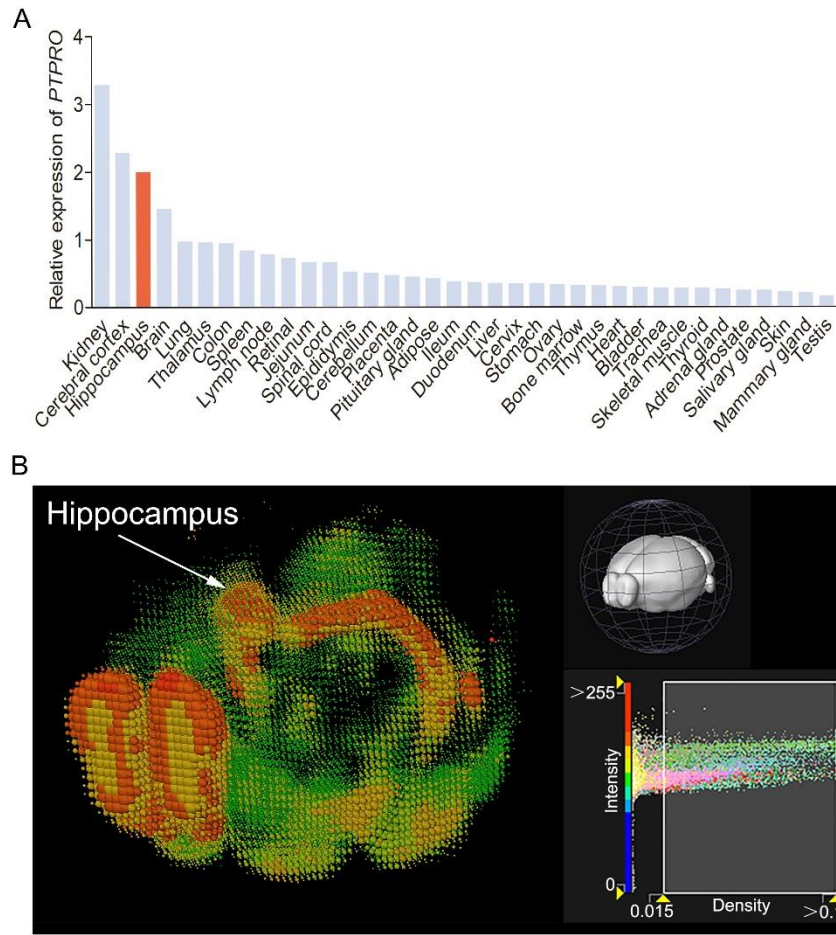 A
Relative expression of PTPRO
4
3
2
1
0
Kidney
Cerebral cortex
Hippocampus
Brain
Lung
Thalamus
Colon
Spleen
Lymph node
Retinal
Jejunum
Spinal cord
Epididymis
Cerebellum
Placenta
Pituitary gland
Adipose
Ileum
Duodenum
Liver
Cervix
Stomach
Ovary
Bone marrow
Thymus
Heart
Bladder
Trachea
Skeletal muscle
Thyroid
Adrenal gland
Prostate
Salivary gland
Skin
Mammary gland
Testis
B
Hippocampus
>255
Intensity
0
0.015
Density